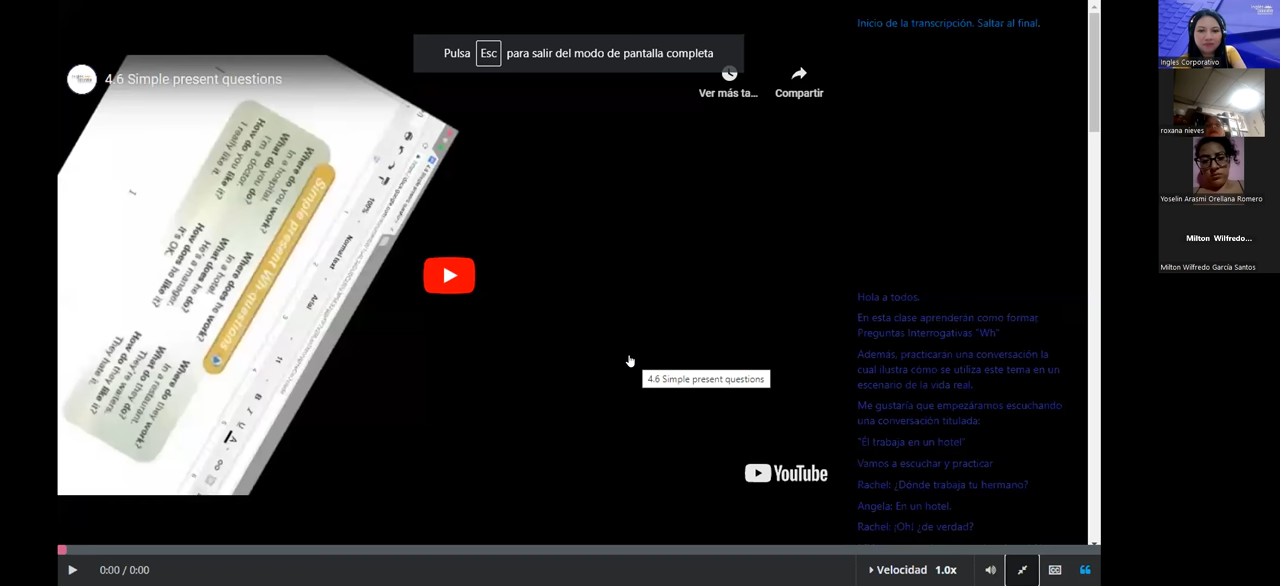 Inicio de la transcripción. Saltar al final.
Pulsa Esc para salir del modo de pantalla completa
4.6 Simple present questions
Ver más ta...
Compartir
Simple present Wh questions
Where do you work?
In a hospital.
What do you do?
I'm a doctor.
How do you like it?
I really like it.
Where does he work?
In a hotel.
What does he do?
He's a manager.
How does he like it?
It's OK.
Where do they work?
In a restaurant.
What do they do?
They're waiters.
How do they like it?
They hate it.
100%
Normal text
Arial
11
B I U A
4.6 Simple present questions
YouTube
Hola a todos.
En esta clase aprenderán como formar
Preguntas Interrogativas "Wh"
Además, practicaran una conversación la
cual ilustra cómo se utiliza este tema en un
escenario de la vida real.
Me gustaría que empezáramos escuchando
una conversación titulada:
"Él trabaja en un hotel"
Vamos a escuchar y practicar
Rachel: ¿Dónde trabaja tu hermano?
Angela: En un hotel.
Rachel: ¡Oh! ¿de verdad?
0:00 / 0:00
Velocidad 1.0x
Ingles Corporativo
roxana nieves
Yoselin Arasmi Orellana Romero
Milton Wilfredo...
Milton Wilfredo García Santos